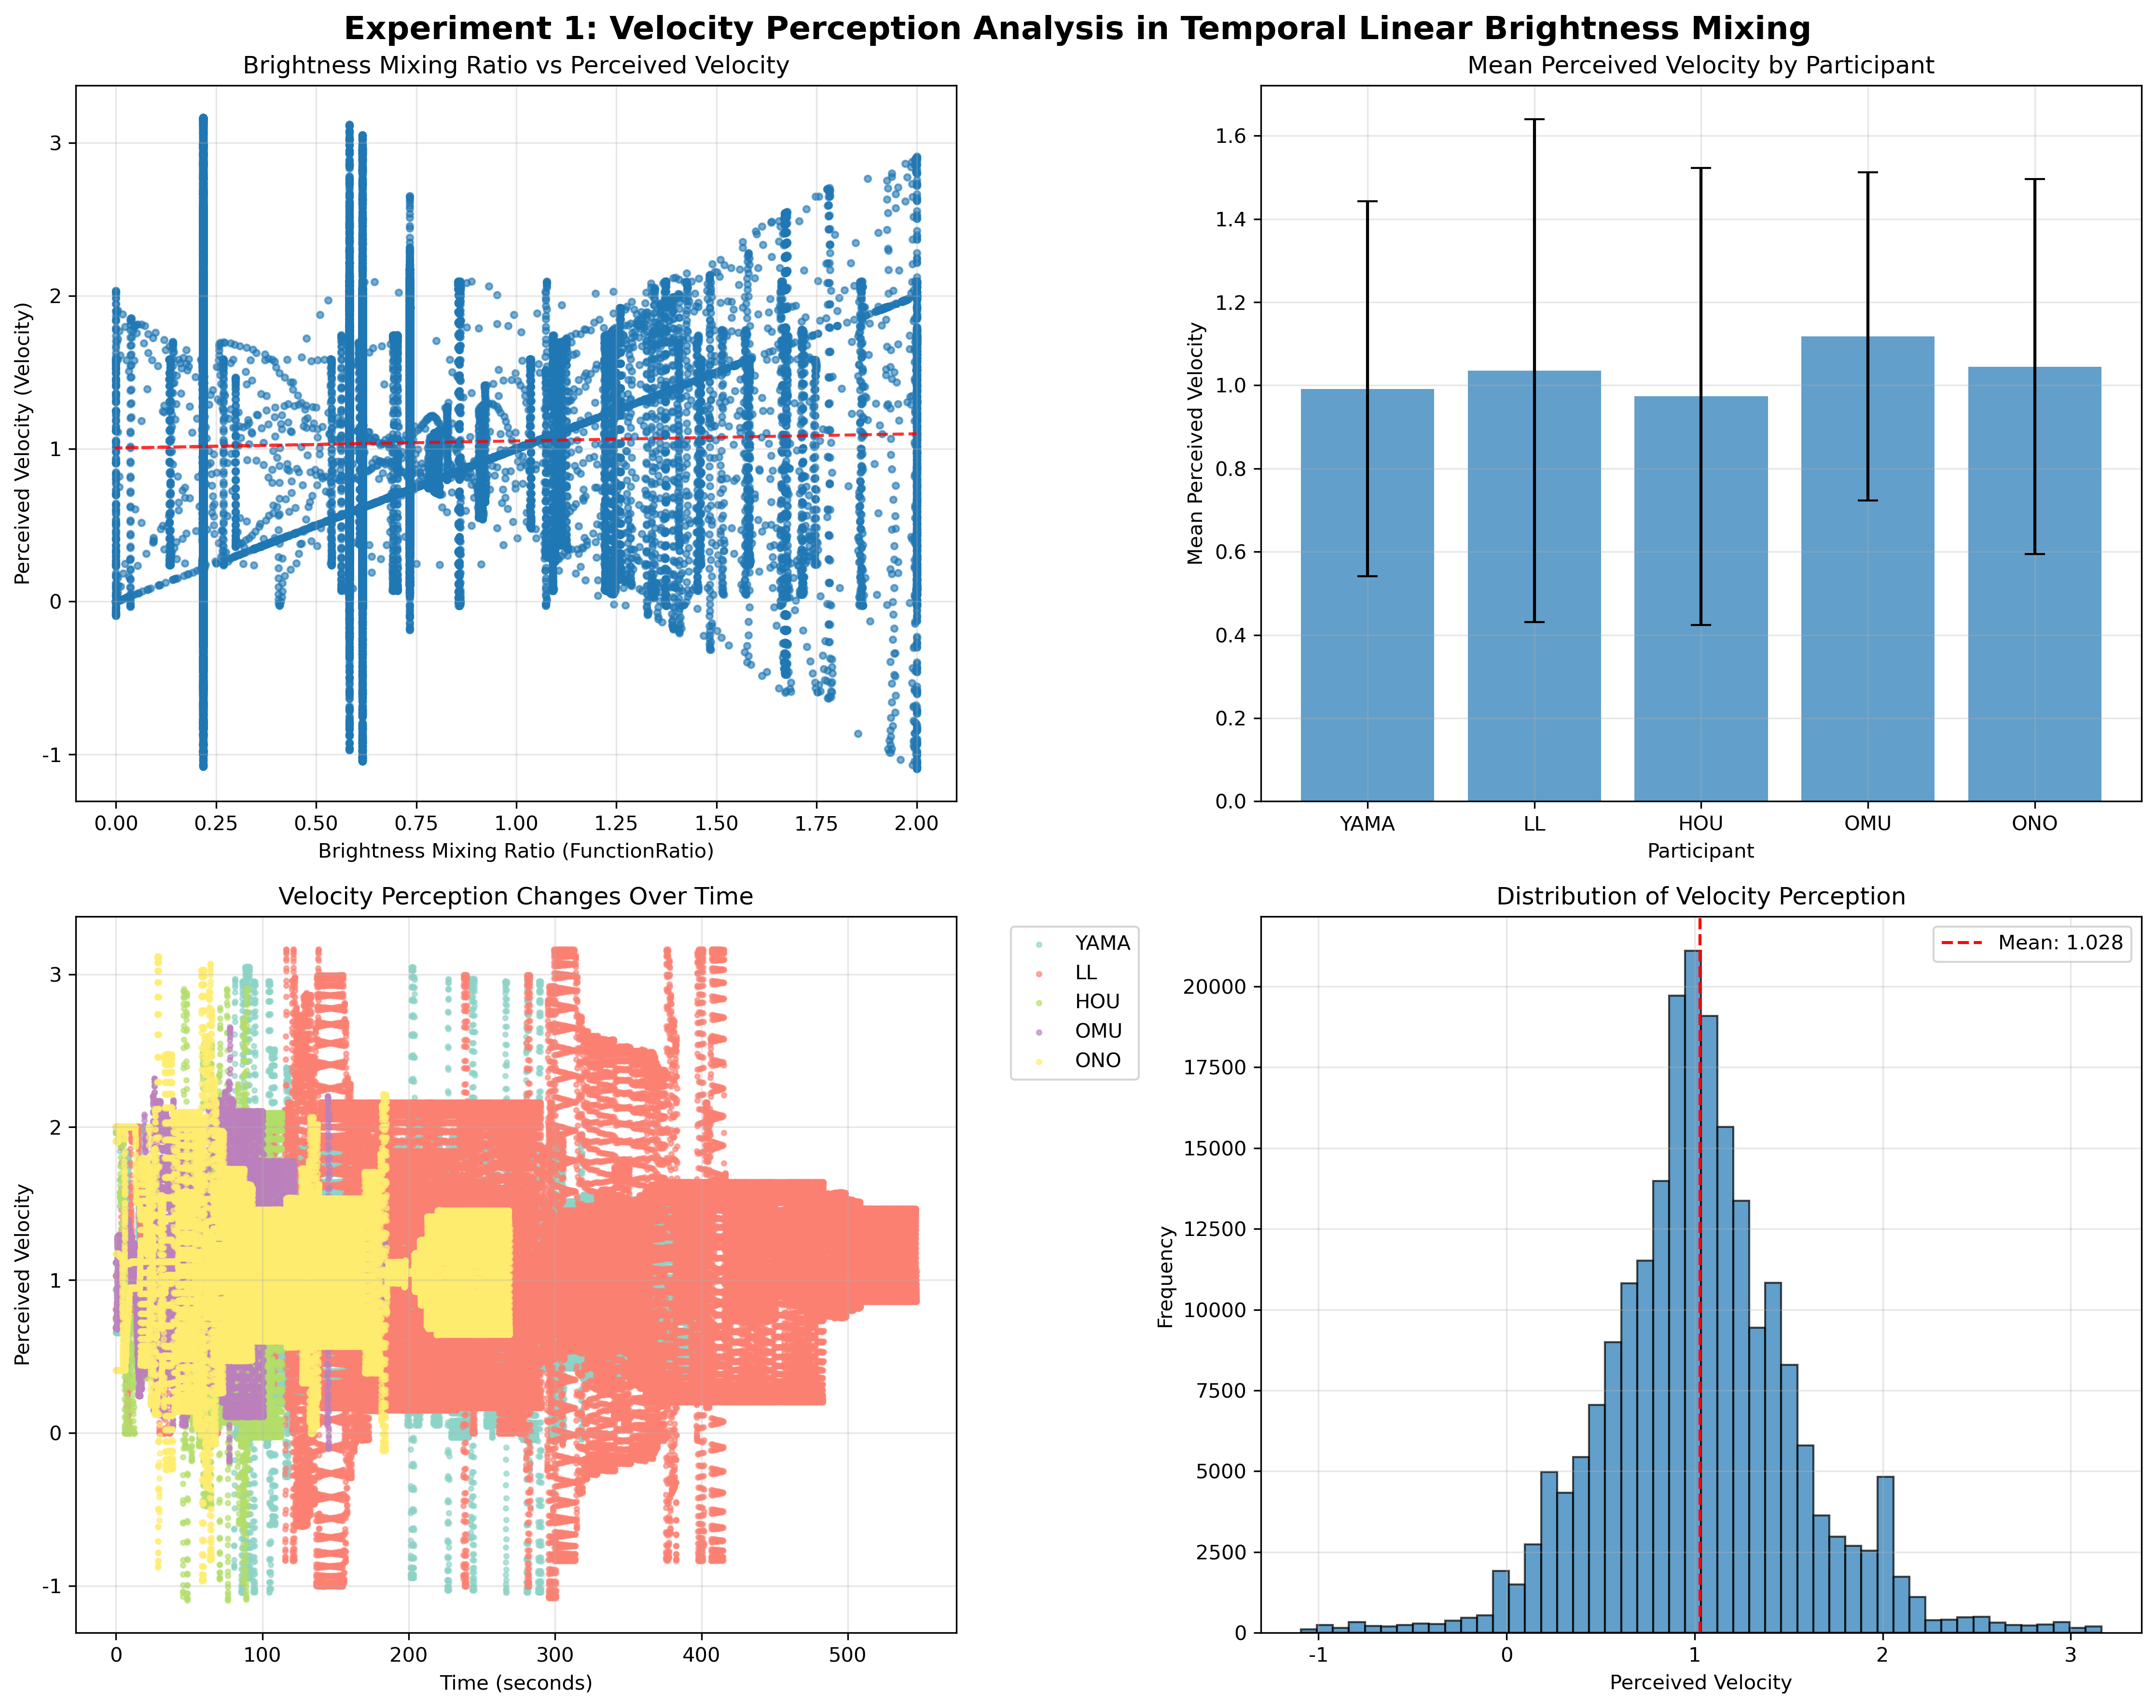 Experiment 1: Velocity Perception Analysis in Temporal Linear Brightness Mixing
Brightness Mixing Ratio vs Perceived Velocity
Perceived Velocity (Velocity)
3
2
1
0
-1
0.00 0.25 0.50 0.75 1.00 1.25 1.50 1.75 2.00
Brightness Mixing Ratio (FunctionRatio)
Mean Perceived Velocity by Participant
Mean Perceived Velocity
1.6
1.4
1.2
1.0
0.8
0.6
0.4
0.2
0.0
YAMA LL HOU OMU ONO
Participant
Velocity Perception Changes Over Time
Perceived Velocity
3
2
1
0
-1
0 100 200 300 400 500
Time (seconds)
YAMA
LL
HOU
OMU
ONO
Distribution of Velocity Perception
Frequency
20000
17500
15000
12500
10000
7500
5000
2500
0
-1 0 1 2 3
Perceived Velocity
Mean: 1.028